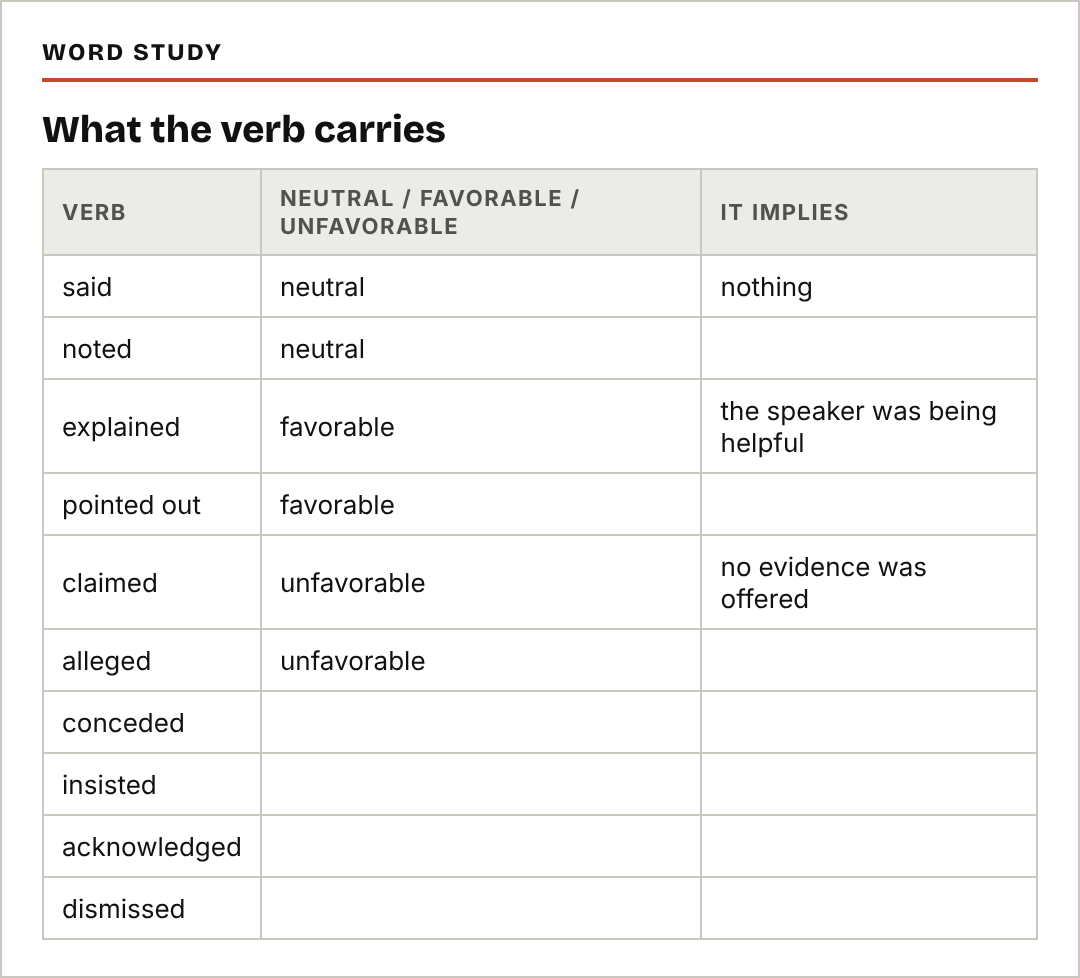 WORD STUDY
What the verb carries
VERB
NEUTRAL / FAVORABLE /
UNFAVORABLE
IT IMPLIES
said
neutral
nothing
noted
neutral
explained
favorable
the speaker was being
helpful
pointed out
favorable
claimed
unfavorable
no evidence was
offered
alleged
unfavorable
conceded
insisted
acknowledged
dismissed